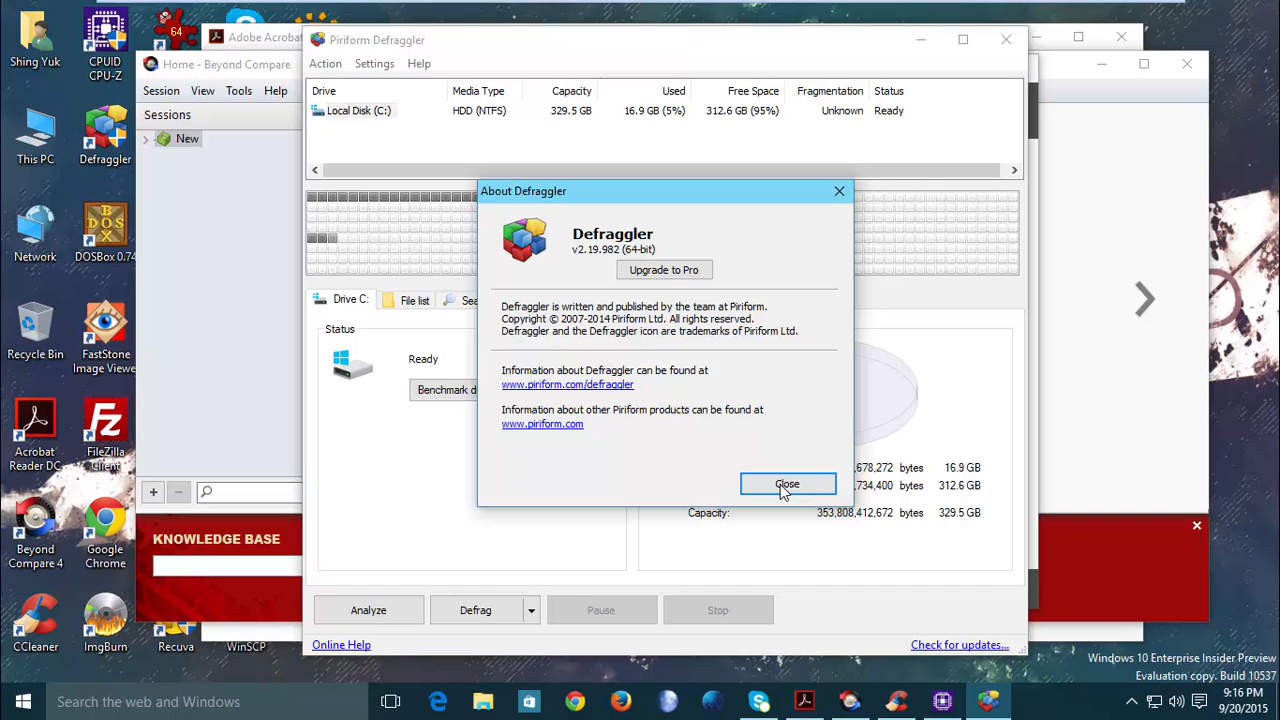 Shing Yuk
CPUID
CPU-Z
64
Adobe Acrobat
Home - Beyond Compare
Session View Tools Help
Sessions
New
Piriform Defraggler
Action Settings Help
Drive Media Type Capacity Used Free Space Fragmentation Status
Local Disk (C:) HDD (NTFS) 329.5 GB 16.9 GB (5%) 312.6 GB (95%) Unknown Ready
This PC
Defraggler
About Defraggler
Defraggler
v2.19.982 (64-bit)
Upgrade to Pro
Defraggler is written and published by the team at Piriform.
Copyright © 2007-2014 Piriform Ltd. All rights reserved.
Defraggler and the Defraggler icon are trademarks of Piriform Ltd.
Information about Defraggler can be found at
www.piriform.com/defraggler
Information about other Piriform products can be found at
www.piriform.com
Close
Network
DOS BOX
DOSBox 0.74
Drive C: File list Sea
Status
Ready
Benchmark d
Recycle Bin
FastStone
Image Viewer
678,272 bytes 16.9 GB
734,400 bytes 312.6 GB
Capacity: 353,808,412,672 bytes 329.5 GB
Acrobat
Reader DC
FileZilla
Client
KNOWLEDGE BASE
Beyond
Compare 4
Google
Chrome
Analyze Defrag Pause Stop
Online Help Check for updates...
CCleaner ImgBurn Recuva WinSCP
Windows 10 Enterprise Insider Preview
Evaluation copy. Build 10537
Search the web and Windows
9:16 PM
9/20/2015